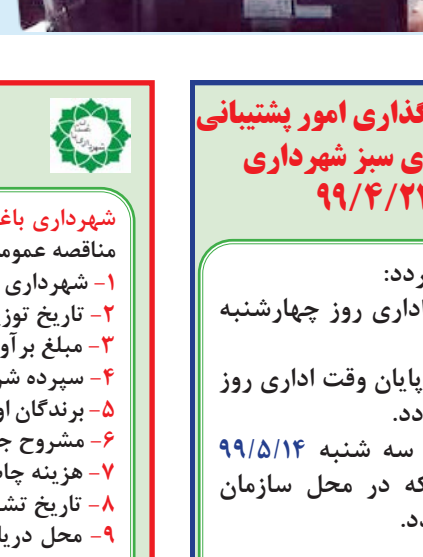 گذاری امور پشتیبانی
ی سبز شهرداری
۹۹/۴/۲
ردد:
اداری روز چهارشنبه
پایان وقت اداری روز
دد.
سه شنبه ۹۹/۵/۱۴
که در محل سازمان
دد.
شهرداری باغ
مناقصه عموم
۱- شهرداری
۲- تاریخ توزی
۳- مبلغ برآو
۴- سپرده شر
۵- برندگان او
۶- مشروح ج
۷- هزینه چا
۸- تاریخ تش
۹- محل دریا